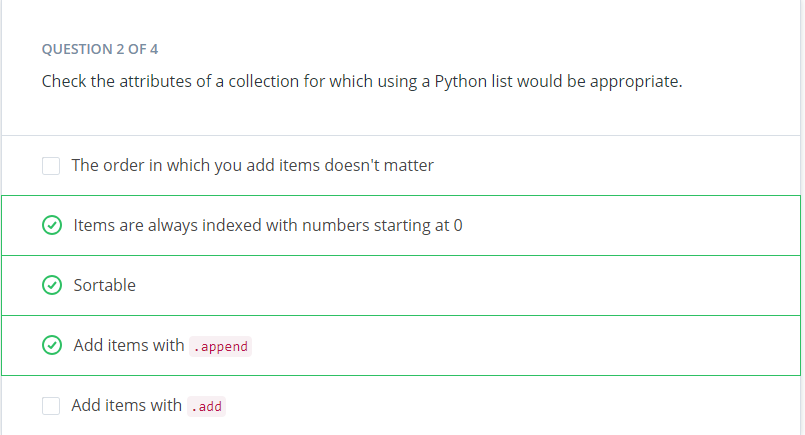 QUESTION 2 OF 4
Check the attributes of a collection for which using a Python list would be appropriate.
The order in which you add items doesn't matter
Items are always indexed with numbers starting at 0
Sortable
Add items with .append
Add items with .add